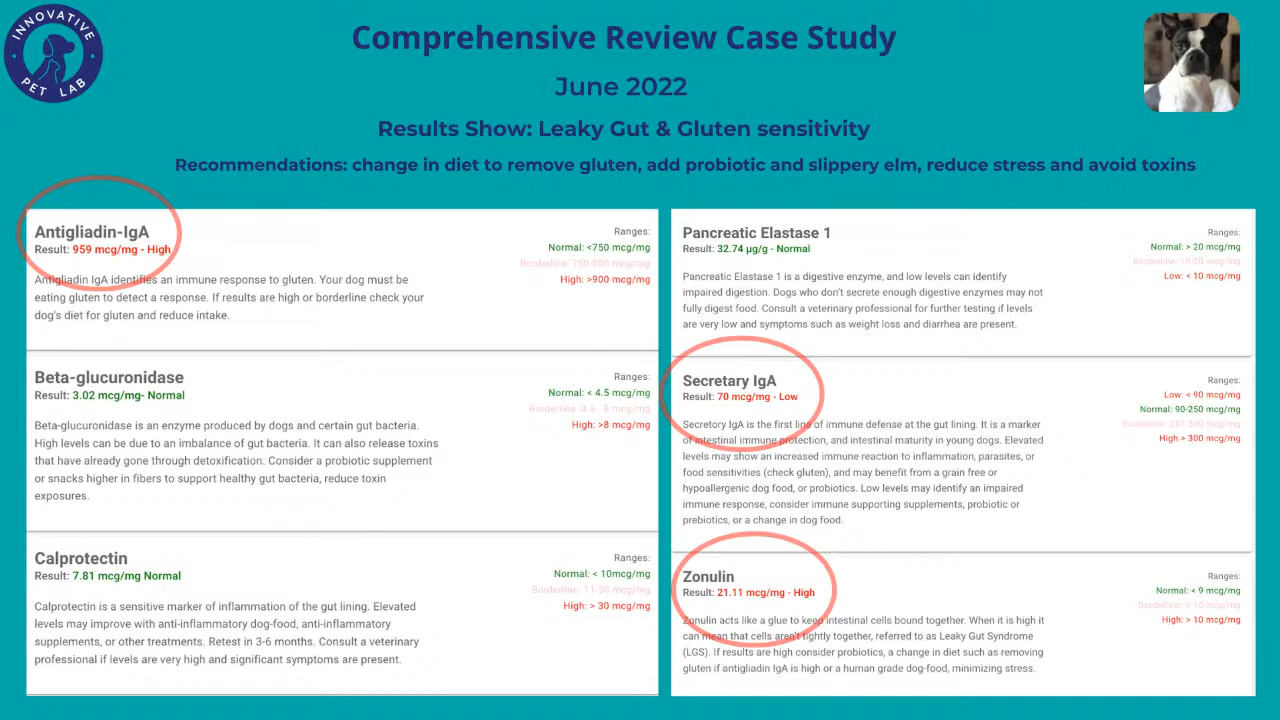 INNOVATIVE
PET LAB
Comprehensive Review Case Study
June 2022
Results Show: Leaky Gut & Gluten sensitivity
Recommendations: change in diet to remove gluten, add probiotic and slippery elm, reduce stress and avoid toxins
Antigliadin-IgA
Result: 959 mcg/mg - High
Ranges:
Normal: <750 mcg/mg
Borderline: 750-900 mcg/mg
High: >900 mcg/mg
Antigliadin IgA identifies an immune response to gluten. Your dog must be
eating gluten to detect a response. If results are high or borderline check your
dog's diet for gluten and reduce intake.
Beta-glucuronidase
Result: 3.02 mcg/mg- Normal
Ranges:
Normal: < 4.5 mcg/mg
Borderline: 4.5 - 8 mcg/mg
High: >8 mcg/mg
Beta-glucuronidase is an enzyme produced by dogs and certain gut bacteria.
High levels can be due to an imbalance of gut bacteria. It can also release toxins
that have already gone through detoxification. Consider a probiotic supplement
or snacks higher in fibers to support healthy gut bacteria, reduce toxin
exposures.
Calprotectin
Result: 7.81 mcg/mg Normal
Ranges:
Normal: < 10mcg/mg
Borderline: 11-30 mcg/mg
High: > 30 mcg/mg
Calprotectin is a sensitive marker of inflammation of the gut lining. Elevated
levels may improve with anti-inflammatory dog-food, anti-inflammatory
supplements, or other treatments. Retest in 3-6 months. Consult a veterinary
professional if levels are very high and significant symptoms are present.
Pancreatic Elastase 1
Result: 32.74 µg/g - Normal
Ranges:
Normal: > 20 mcg/mg
Borderline: 10-20 mcg/mg
Low: < 10 mcg/mg
Pancreatic Elastase 1 is a digestive enzyme, and low levels can identify
impaired digestion. Dogs who don't secrete enough digestive enzymes may not
fully digest food. Consult a veterinary professional for further testing if levels
are very low and symptoms such as weight loss and diarrhea are present.
Secretary IgA
Result: 70 mcg/mg - Low
Ranges:
Low: < 90 mcg/mg
Normal: 90-250 mcg/mg
Borderline: 251-300 mcg/mg
High > 300 mcg/mg
Secretary IgA is the first line of immune defense at the gut lining. It is a marker
of intestinal immune protection, and intestinal maturity in young dogs. Elevated
levels may show an increased immune reaction to inflammation, parasites, or
food sensitivities (check gluten), and may benefit from a grain free or
hypoallergenic dog food, or probiotics. Low levels may identify an impaired
immune response, consider immune supporting supplements, probiotic or
prebiotics, or a change in dog food.
Zonulin
Result: 21.11 mcg/mg - High
Ranges:
Normal: < 9 mcg/mg
Borderline: 9-10 mcg/mg
High: > 10 mcg/mg
Zonulin acts like a glue to keep intestinal cells bound together. When it is high it
can mean that cells aren't tightly together, referred to as Leaky Gut Syndrome
(LGS). If results are high consider probiotics, a change in diet such as removing
gluten if antigliadin IgA is high or a human grade dog-food, minimizing stress.